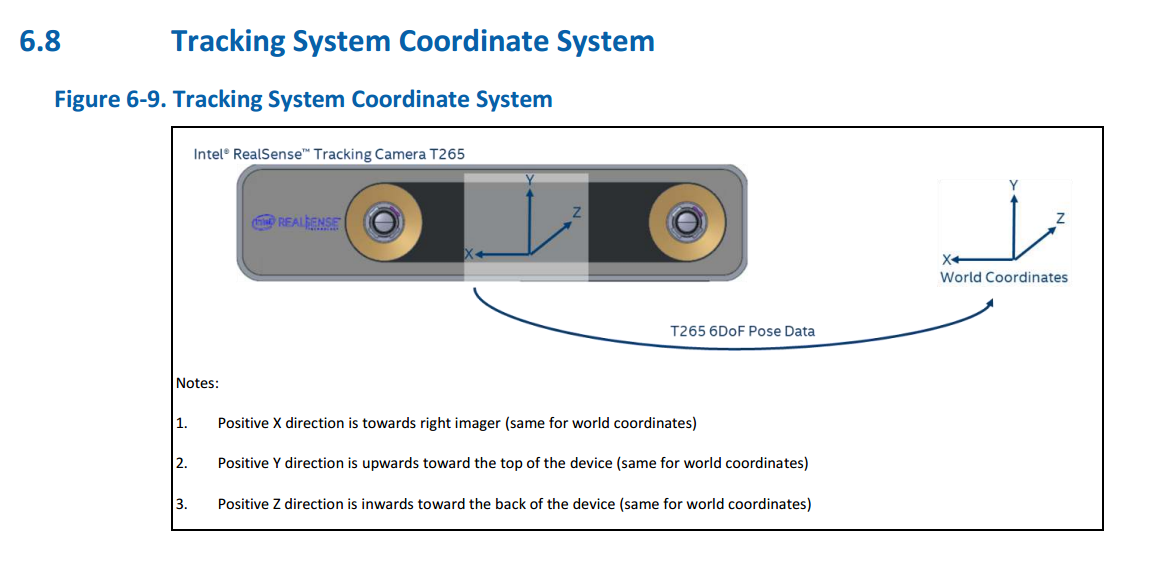 6.8 Tracking System Coordinate System
Figure 6-9. Tracking System Coordinate System
Intel® RealSense™ Tracking Camera T265
Y
Z
X
intel REALSENSE
TECHNOLOGY
Y
Z
X
World Coordinates
T265 6DoF Pose Data
Notes:
1. Positive X direction is towards right imager (same for world coordinates)
2. Positive Y direction is upwards toward the top of the device (same for world coordinates)
3. Positive Z direction is inwards toward the back of the device (same for world coordinates)